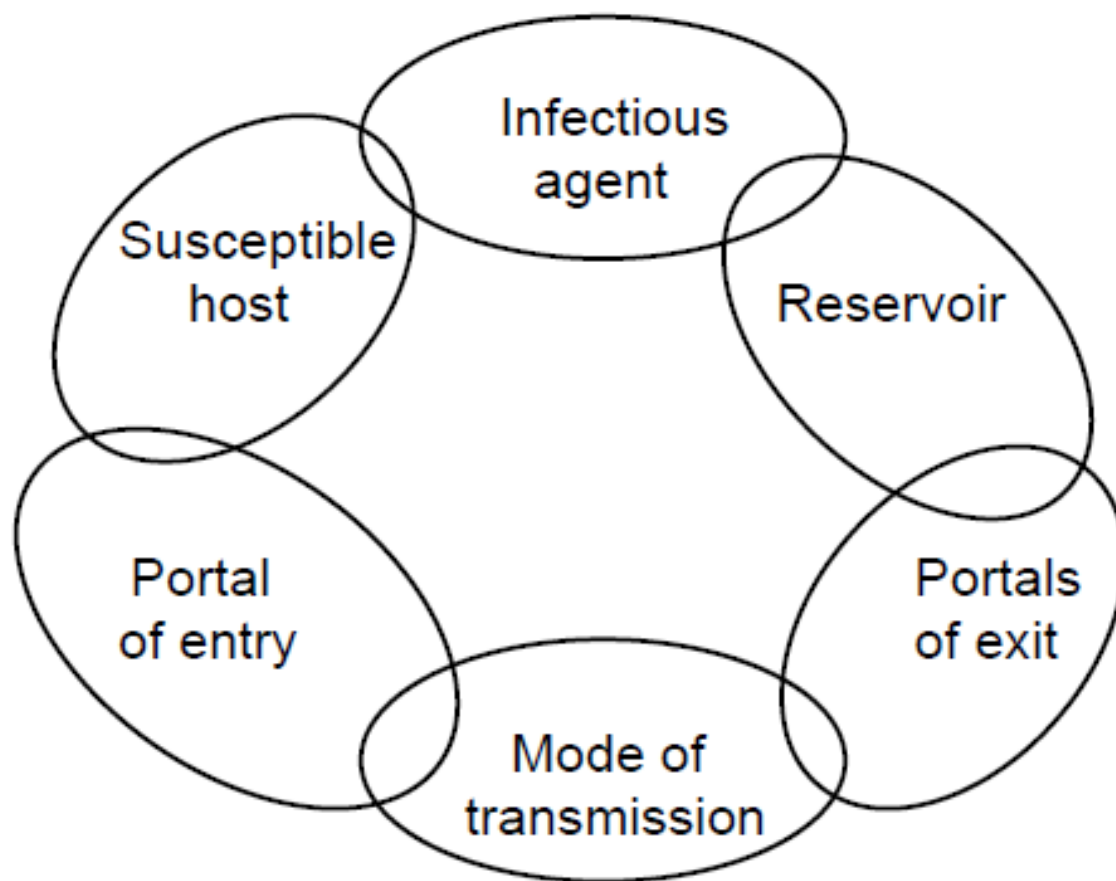 Infectious
agent
Reservoir
Portals
of exit
Mode of
transmission
Portal
of entry
Susceptible
host